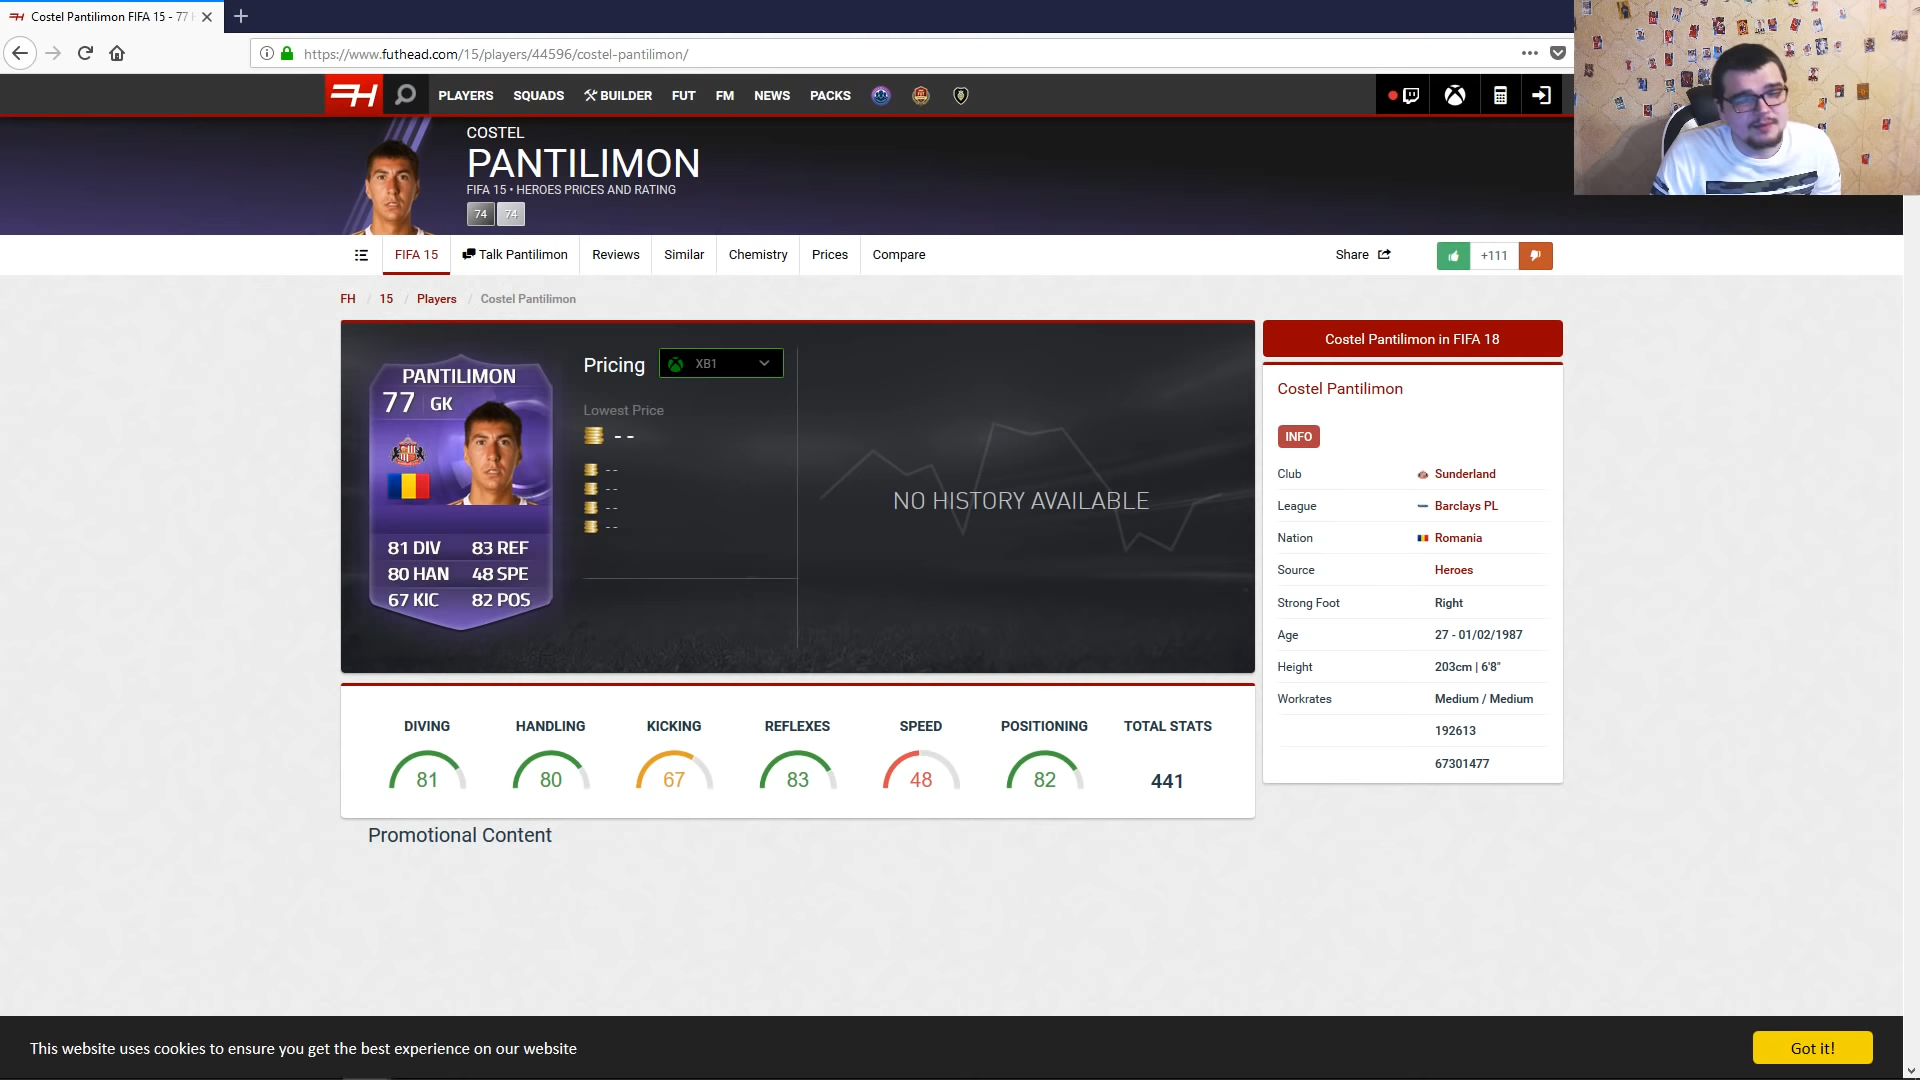 Costel Pantilimon FIFA 15 - 77
https://www.futhead.com/15/players/44596/costel-pantilimon/
FH
PLAYERS
SQUADS
BUILDER
FUT
FM
NEWS
PACKS
COSTEL
PANTILIMON
FIFA 15 • HEROES PRICES AND RATING
74
74
FIFA 15
Talk Pantilimon
Reviews
Similar
Chemistry
Prices
Compare
Share
+111
FH / 15 / Players / Costel Pantilimon
PANTILIMON
77 GK
81 DIV 83 REF
80 HAN 48 SPE
67 KIC 82 POS
Pricing
XB1
Lowest Price
- -
- -
- -
- -
- -
NO HISTORY AVAILABLE
Costel Pantilimon in FIFA 18
Costel Pantilimon
INFO
Club Sunderland
League Barclays PL
Nation Romania
Source Heroes
Strong Foot Right
Age 27 - 01/02/1987
Height 203cm | 6'8"
Workrates Medium / Medium
192613
67301477
DIVING HANDLING KICKING REFLEXES SPEED POSITIONING TOTAL STATS
81 80 67 83 48 82 441
Promotional Content
This website uses cookies to ensure you get the best experience on our website
Got it!